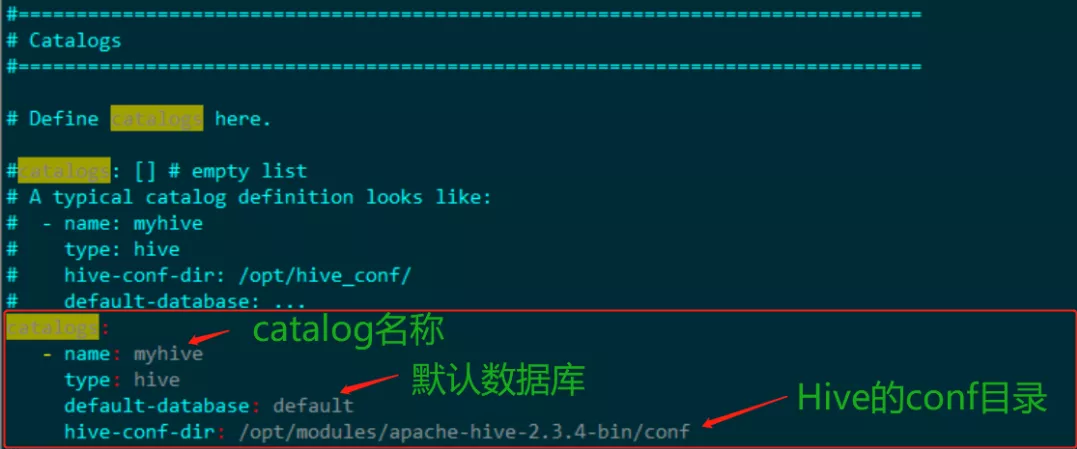 #==============================================================================
# Catalogs
#==============================================================================
# Define catalogs here.
#catalogs: [] # empty list
# A typical catalog definition looks like:
#  - name: myhive
#    type: hive
#    hive-conf-dir: /opt/hive_conf/
#    default-database: ...
catalogs:
catalog名称
   - name: myhive
     type: hive
默认数据库
     default-database: default
Hive的conf目录
     hive-conf-dir: /opt/modules/apache-hive-2.3.4-bin/conf